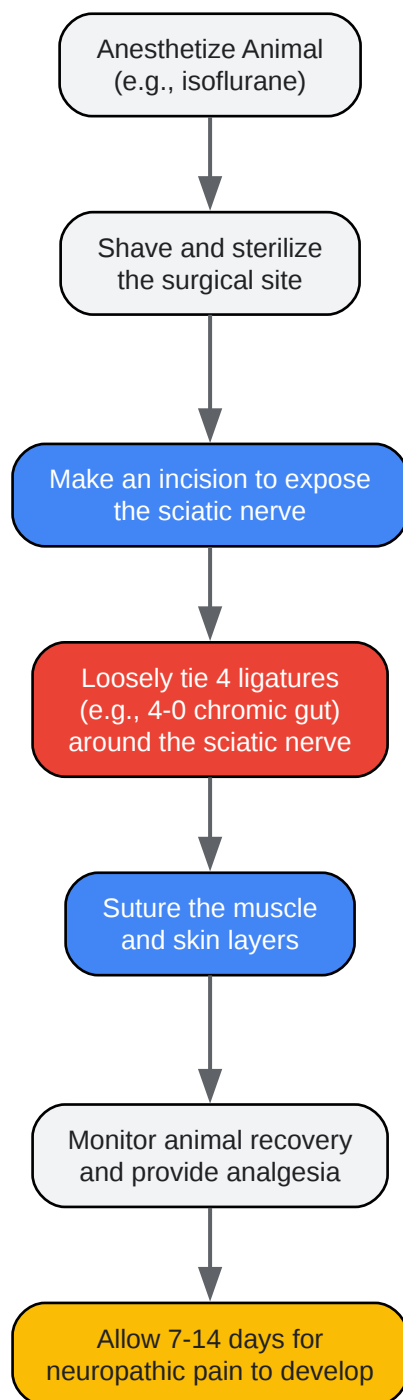 Anesthetize Animal
(e.g., isoflurane)
Shave and sterilize
the surgical site
Make an incision to expose
the sciatic nerve
Loosely tie 4 ligatures
(e.g., 4-0 chromic gut)
around the sciatic nerve
Suture the muscle
and skin layers
Monitor animal recovery
and provide analgesia
Allow 7-14 days for
neuropathic pain to develop